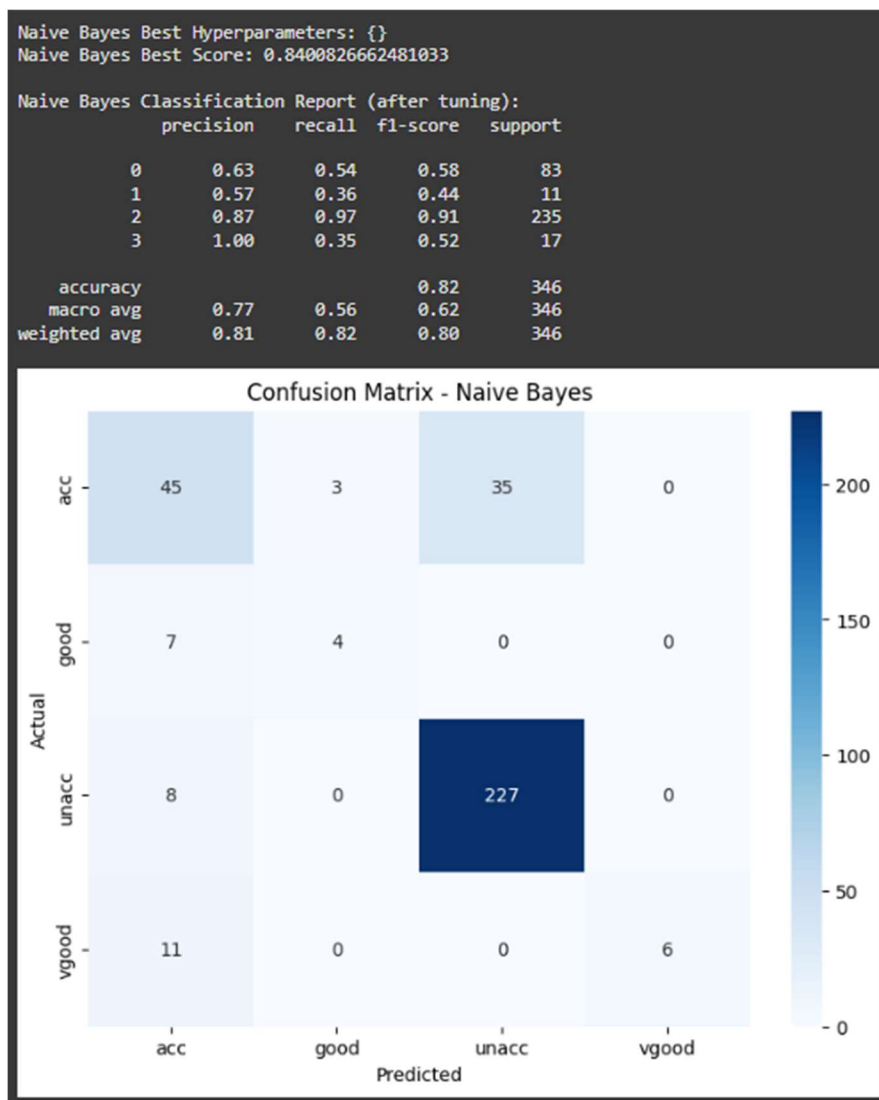 Naive Bayes Best Hyperparameters: {}
Naive Bayes Best Score: 0.8400826662481033
Naive Bayes Classification Report (after tuning):
precision recall f1-score support
0 0.63 0.54 0.58 83
1 0.57 0.36 0.44 11
2 0.87 0.97 0.91 235
3 1.00 0.35 0.52 17
accuracy 0.82 346
macro avg 0.77 0.56 0.62 346
weighted avg 0.81 0.82 0.80 346
Confusion Matrix - Naive Bayes
acc 45 3 35 0
good 7 4 0 0
unacc 8 0 227 0
vgood 11 0 0 6
Actual
acc good unacc vgood
Predicted
200
150
100
50
0